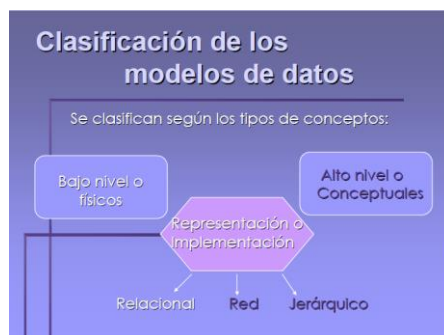 Clasificación de los
modelos de datos
Se clasifican según los tipos de conceptos:
Bajo nivel o
físicos
Alto nivel o
Conceptuales
Representación o
Implementación
Relacional
Red
Jerárquico